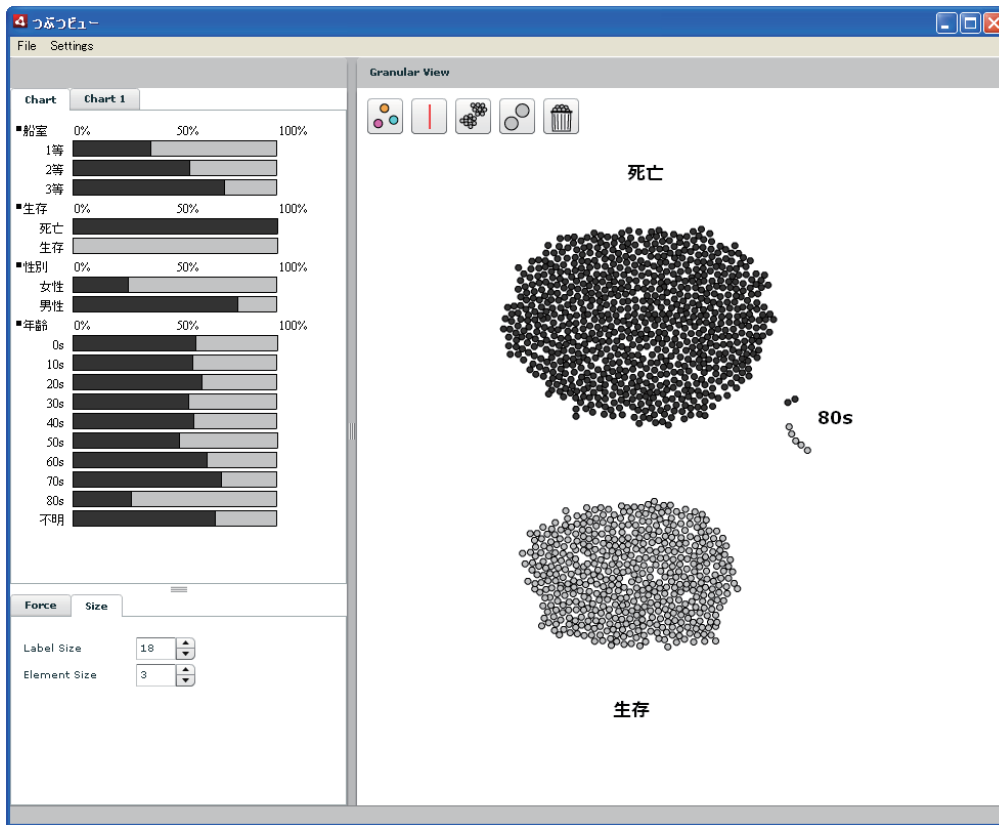 つぶつビュー
File Settings
Granular View
Chart Chart 1
■船室 0% 50% 100%
1等
2等
3等
■生存 0% 50% 100%
死亡
生存
■性別 0% 50% 100%
女性
男性
■年齢 0% 50% 100%
0s
10s
20s
30s
40s
50s
60s
70s
80s
不明
Force Size
Label Size 18
Element Size 3
死亡
80s
生存